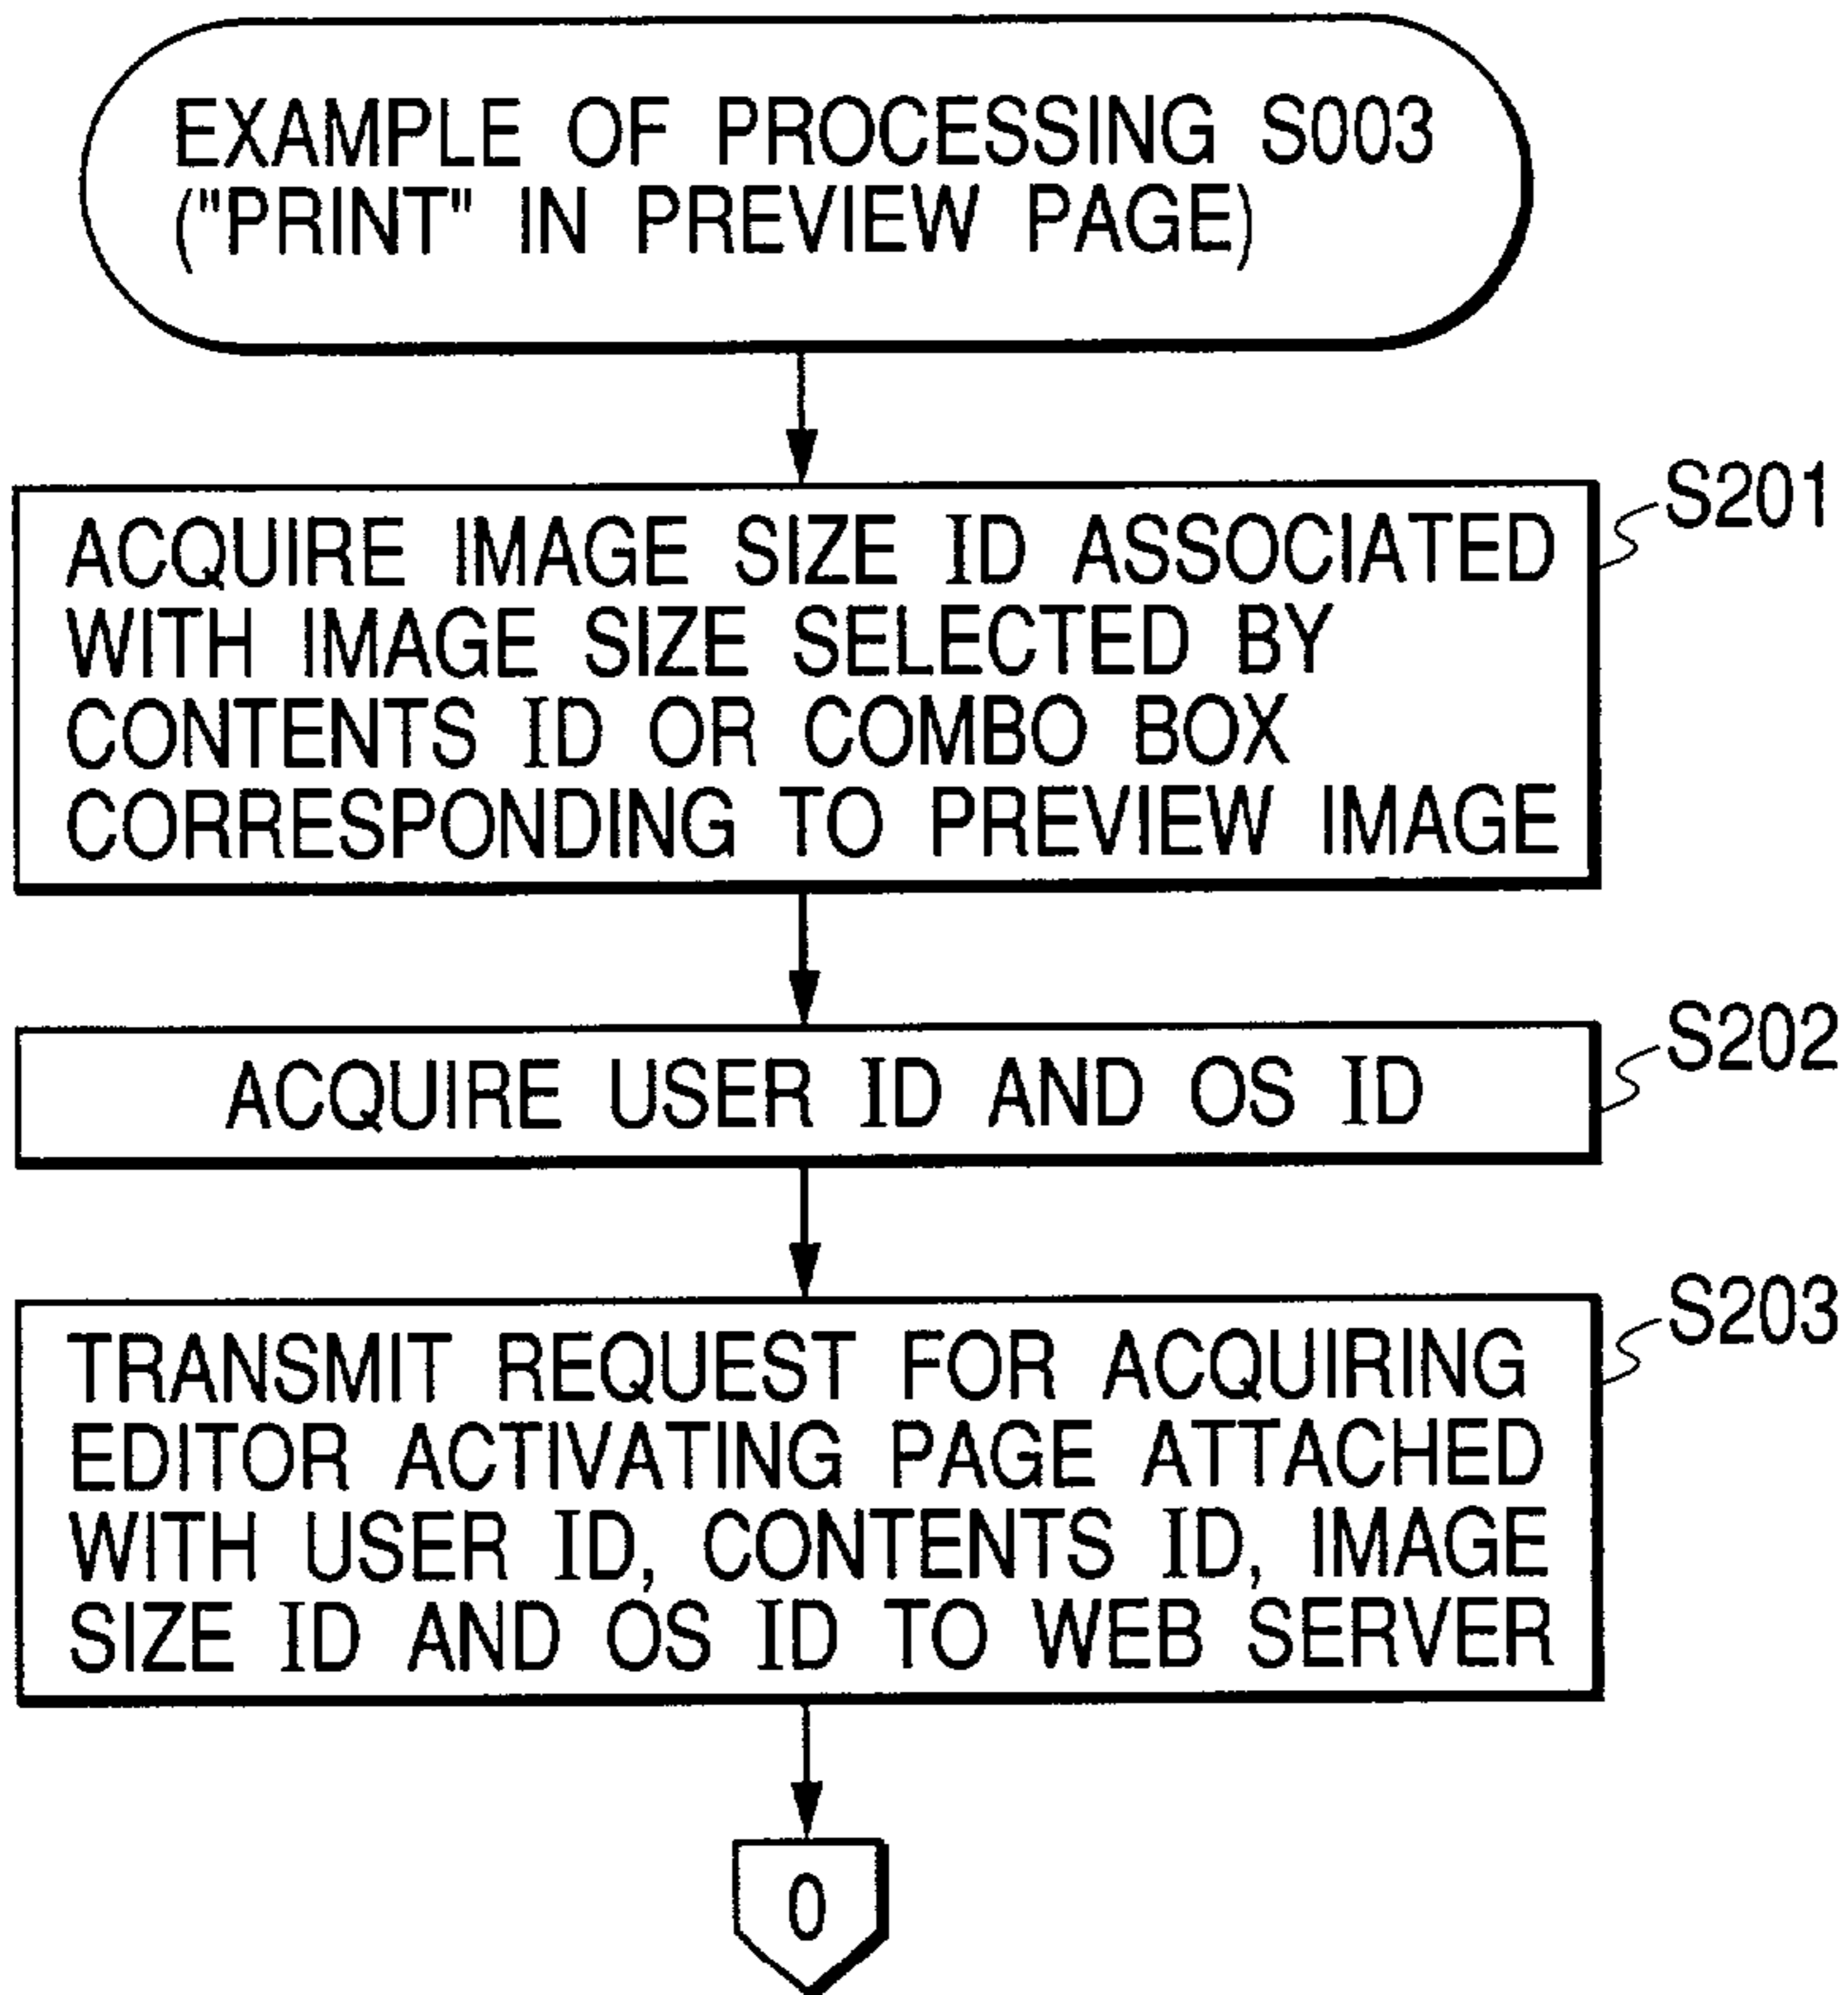 EXAMPLE OF PROCESSING S003
("PRINT" IN PREVIEW PAGE)
S201
ACQUIRE IMAGE SIZE ID ASSOCIATED
WITH IMAGE SIZE SELECTED BY
CONTENTS ID OR COMBO BOX
CORRESPONDING TO PREVIEW IMAGE
S202
ACQUIRE USER ID AND OS ID
S203
TRANSMIT REQUEST FOR ACQUIRING
EDITOR ACTIVATING PAGE ATTACHED
WITH USER ID, CONTENTS ID, IMAGE
SIZE ID AND OS ID TO WEB SERVER
0